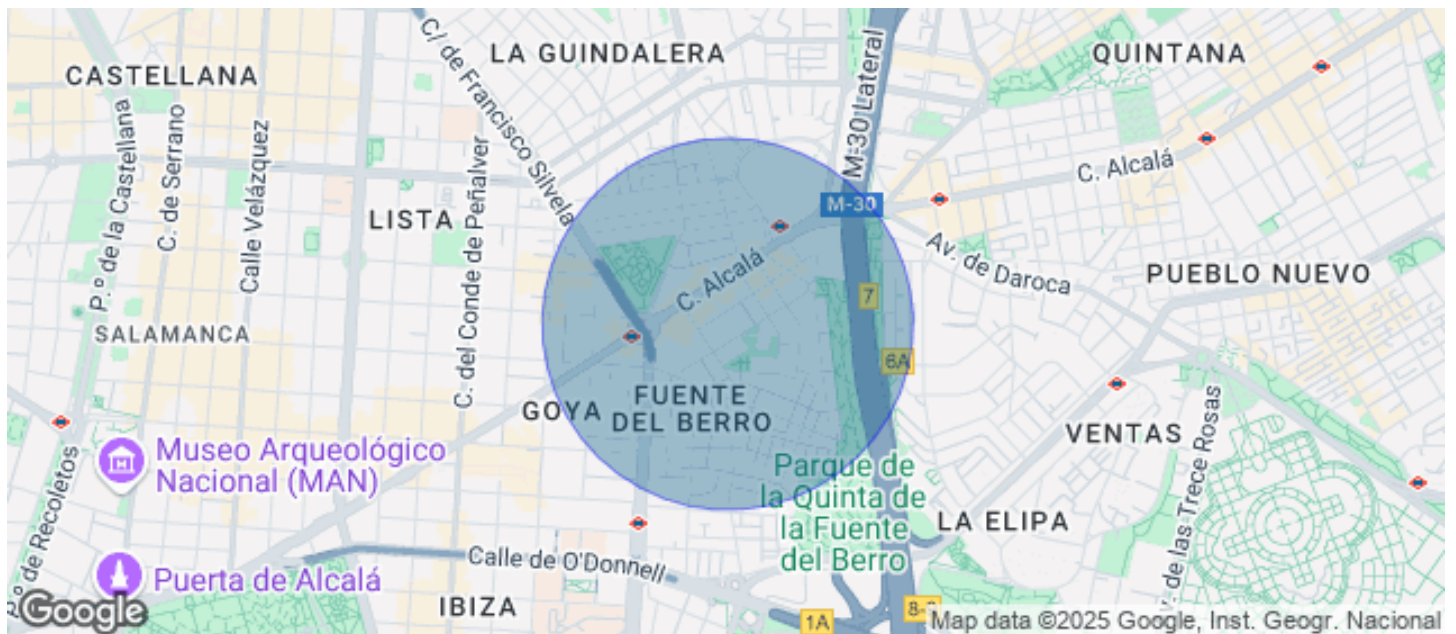 LA GUINDALERA
QUINTANA
CASTELLANA
C/ de Francisco Silvela
M-30 Lateral
P.º de la Castellana
C. de Serrano
Calle Velázquez
C. del Conde de Peñalver
C. Alcalá
LISTA
M-30
Av. de Daroca
PUEBLO NUEVO
C. Alcalá
7
SALAMANCA
6A
FUENTE
DEL BERRO
GOYA
VENTAS
Museo Arqueológico
Nacional (MAN)
Parque de
la Quinta de
la Fuente
del Berro
P.º de Recoletos
LA ELIPA
Av. de las Trece Rosas
Calle de O'Donnell
Puerta de Alcalá
IBIZA
1A
Google
Map data ©2025 Google, Inst. Geogr. Nacional